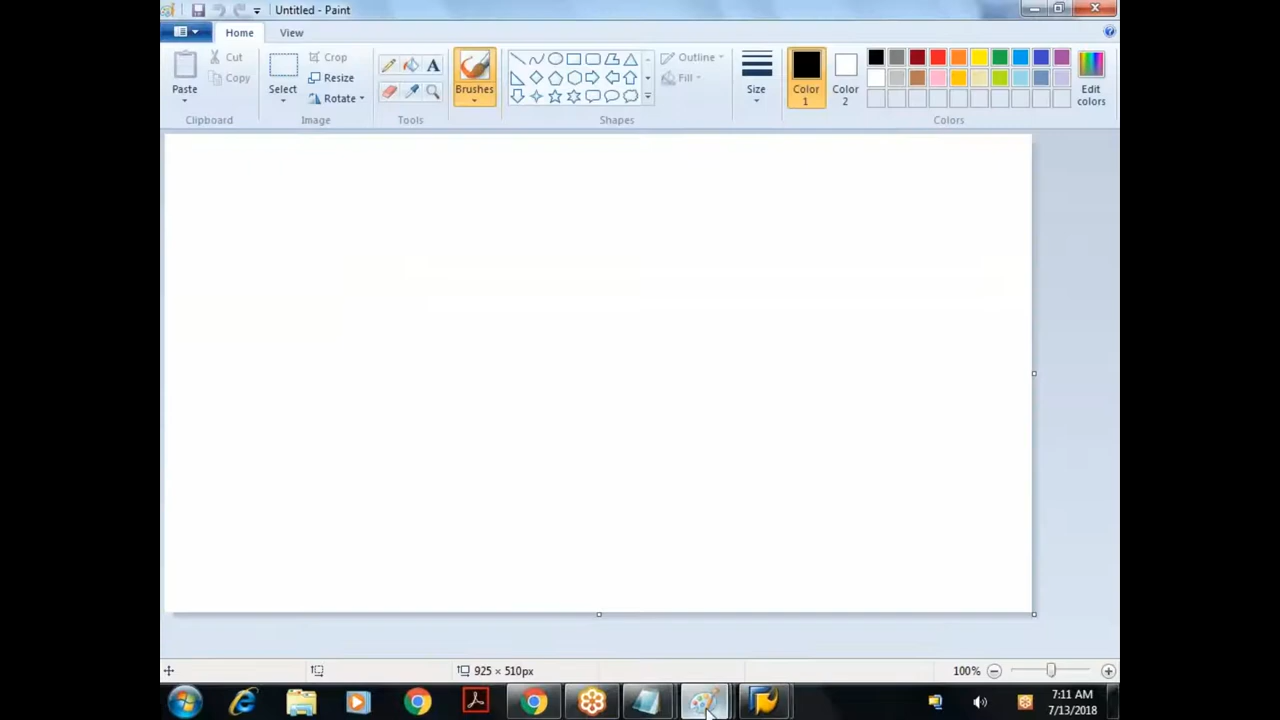 Untitled - Paint
Home View
Paste
Cut
Copy
Clipboard
Select
Crop
Resize
Rotate
Image
A
Tools
Brushes
Outline
Fill
Shapes
Size
Color 1
Color 2
Edit colors
Colors
925 × 510px
100%
7:11 AM
7/13/2018